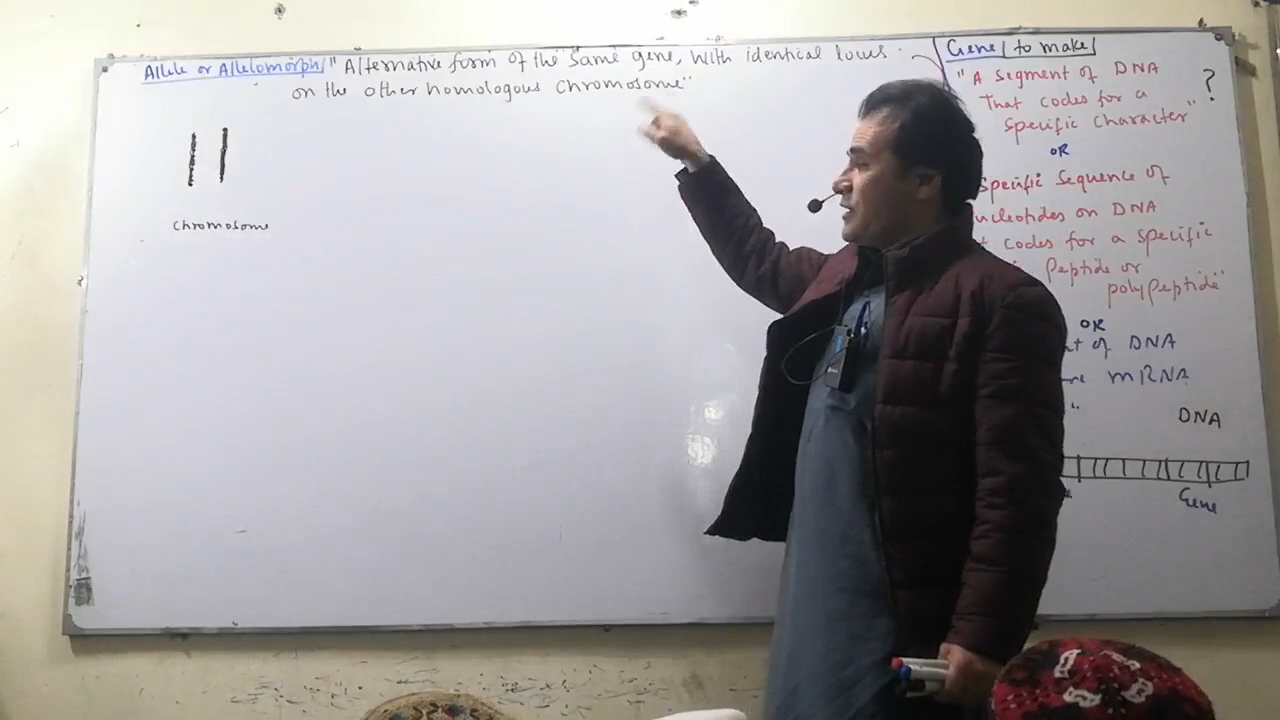 Allele or Allelomorph "Alternative form of the same gene, with identical locus
on the other homologous chromosome"
chromosome
Gene to make
"A segment of DNA
That codes for a
specific character" ?
OR
specific sequence of
nucleotides on DNA
codes for a specific
Peptide or
polypeptide"
OR
of DNA
mRNA
DNA
Gene